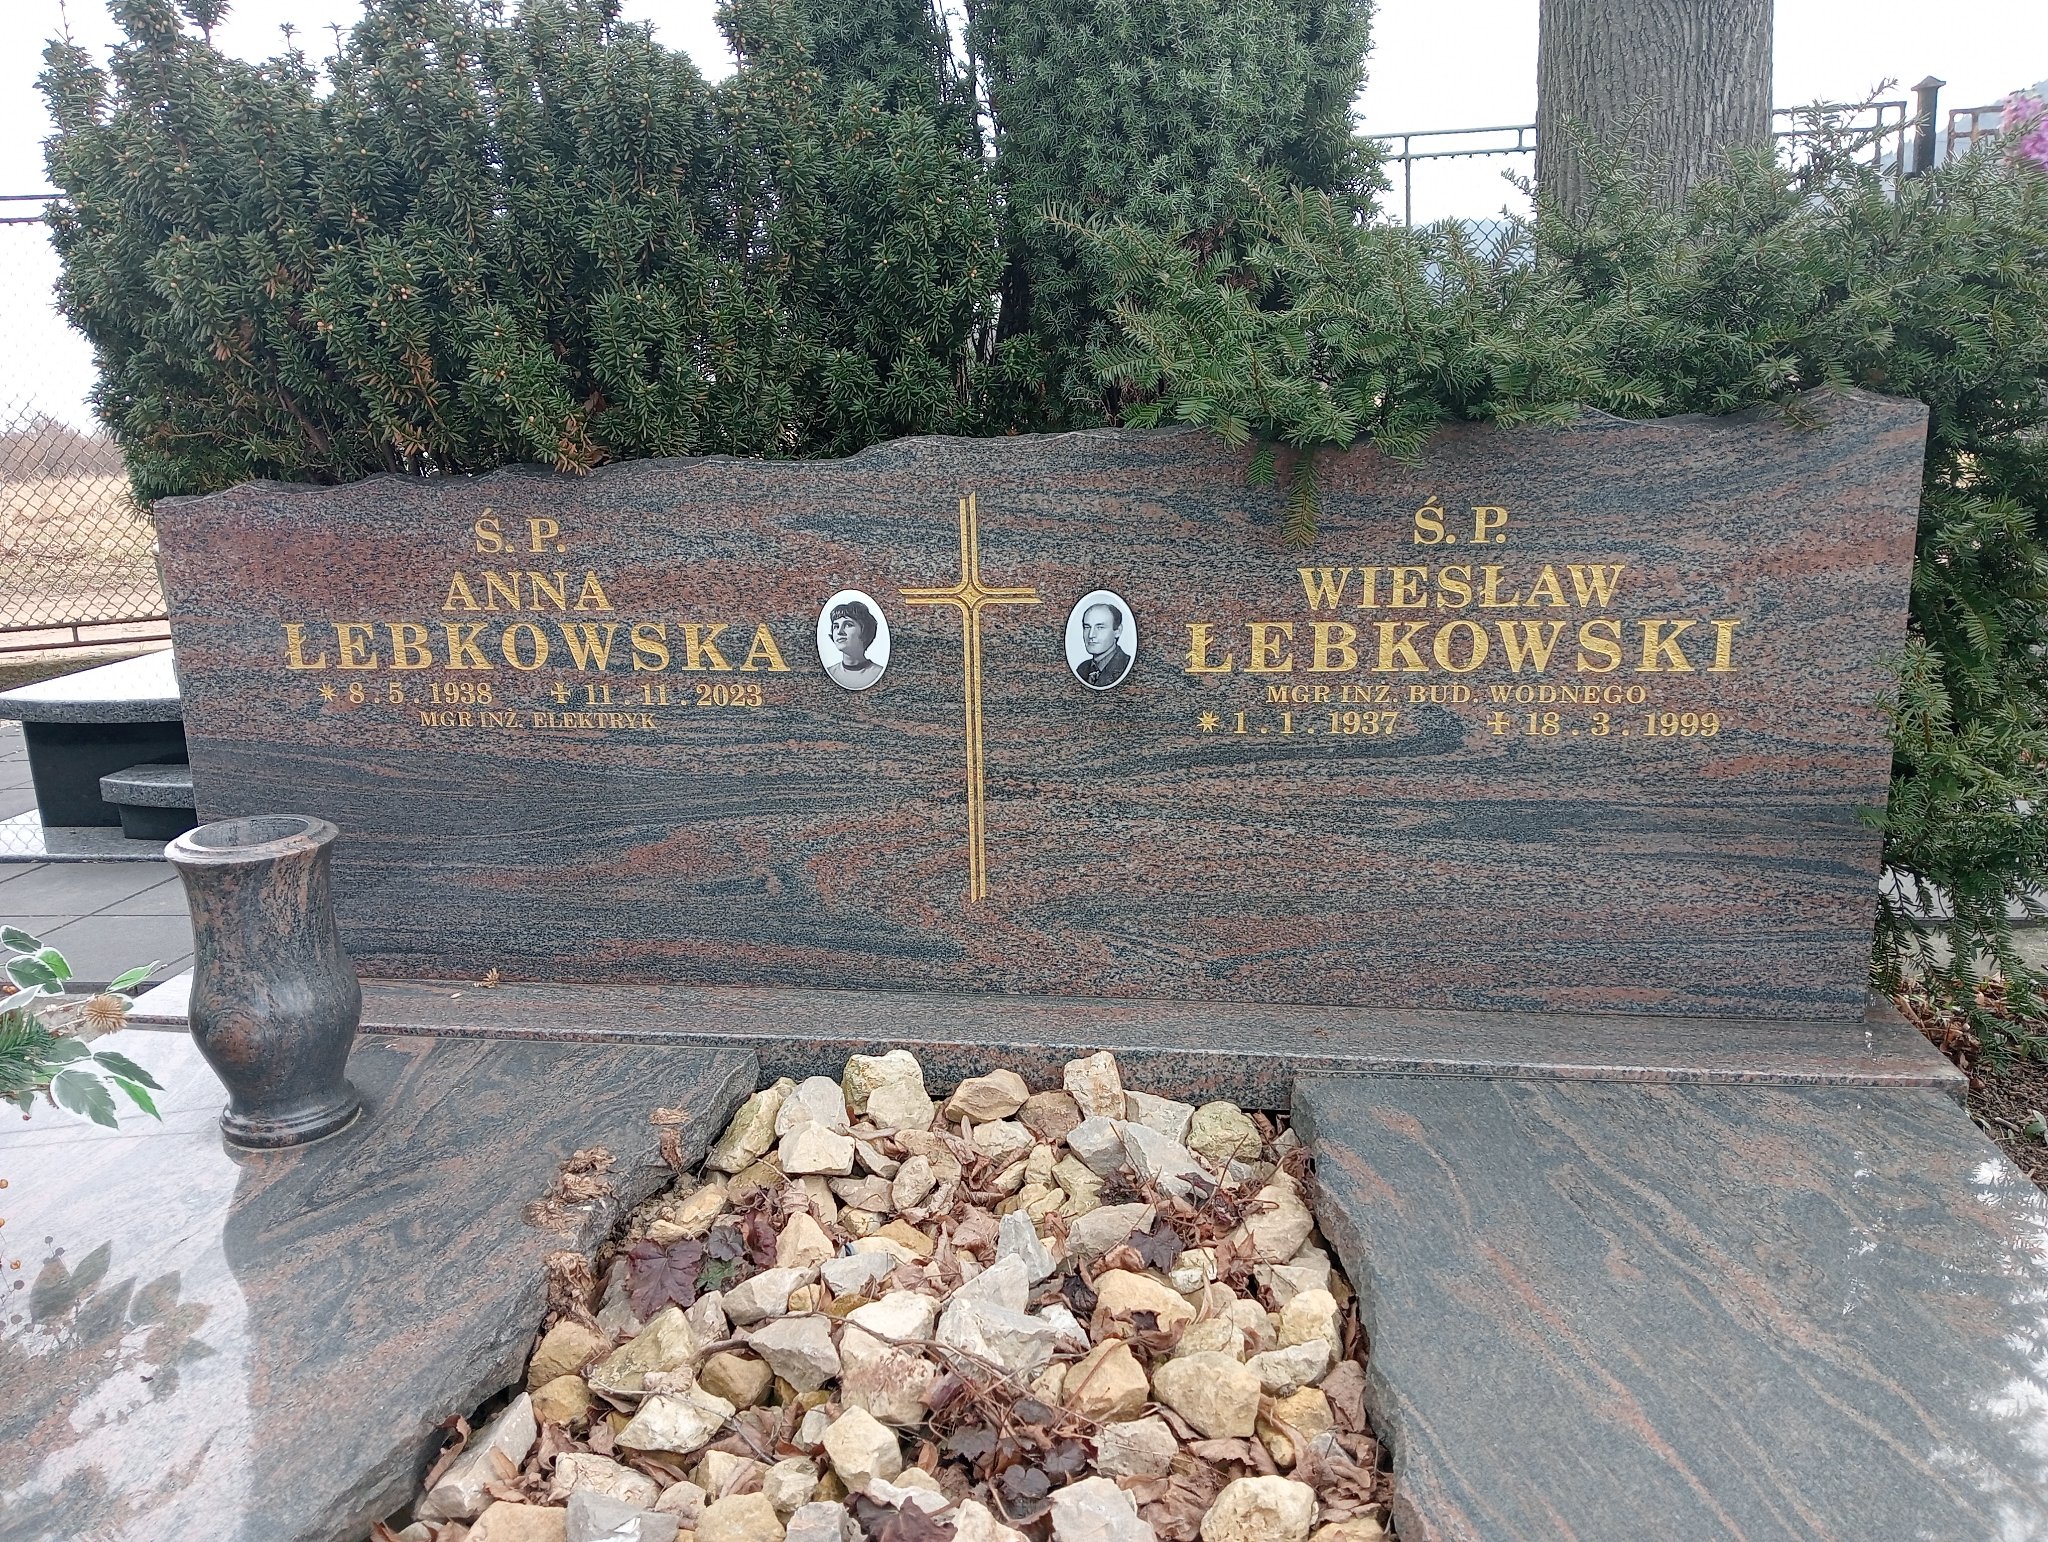 Ś. P.
ANNA
ŁEBKOWSKA
* 8 . 5 . 1938 ✝ 11 . 11 . 2023
MGR INŻ. ELEKTRYK
Ś. P.
WIESŁAW
ŁEBKOWSKI
MGR INŻ. BUD. WODNEGO
* 1 . 1 . 1937 ✝ 18 . 3 . 1999